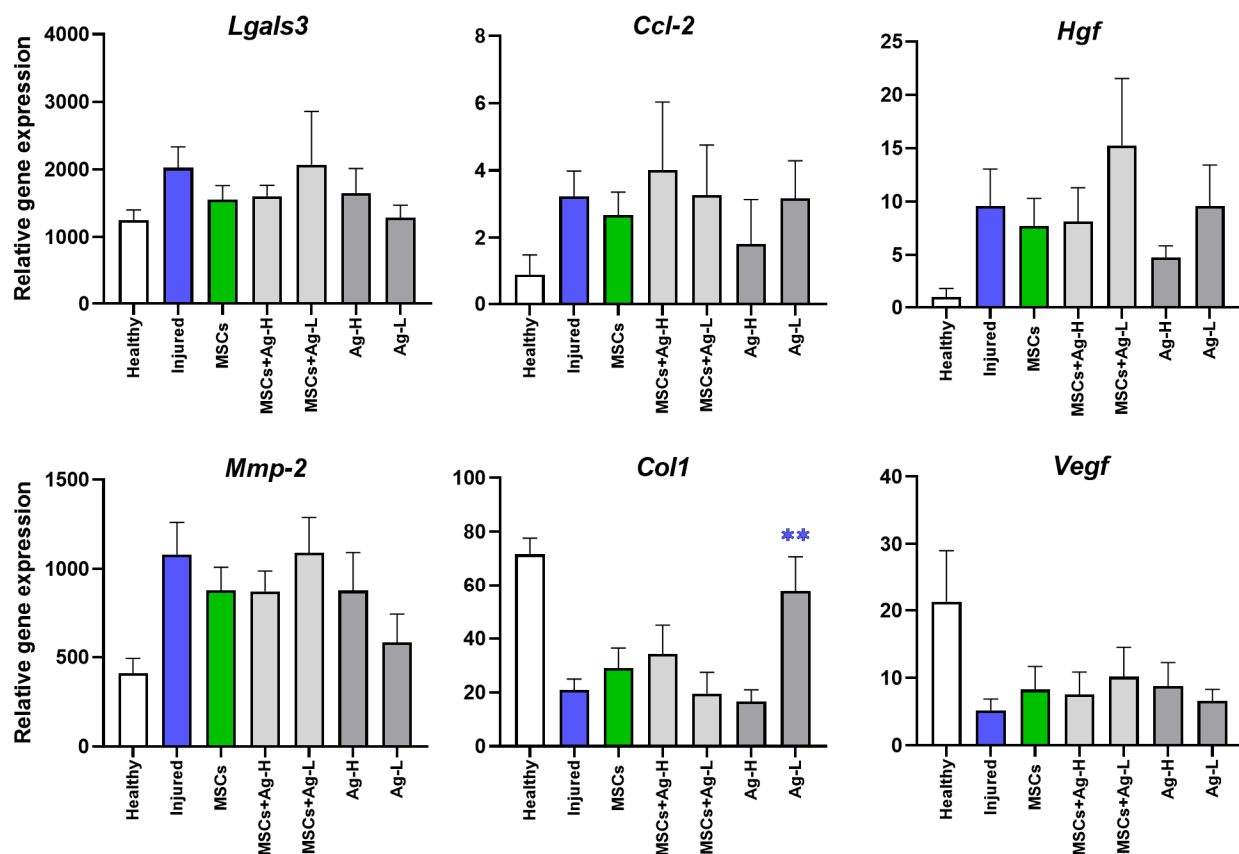 Lgals3
Relative gene expression
4000
3000
2000
1000
0
Healthy
Injured
MSCs
MSCs+Ag-H
MSCs+Ag-L
Ag-H
Ag-L
Ccl-2
8
6
4
2
0
Healthy
Injured
MSCs
MSCs+Ag-H
MSCs+Ag-L
Ag-H
Ag-L
Hgf
25
20
15
10
5
0
Healthy
Injured
MSCs
MSCs+Ag-H
MSCs+Ag-L
Ag-H
Ag-L
Mmp-2
Relative gene expression
1500
1000
500
0
Healthy
Injured
MSCs
MSCs+Ag-H
MSCs+Ag-L
Ag-H
Ag-L
Col1
100
80
60
40
20
0
**
Healthy
Injured
MSCs
MSCs+Ag-H
MSCs+Ag-L
Ag-H
Ag-L
Vegf
40
30
20
10
0
Healthy
Injured
MSCs
MSCs+Ag-H
MSCs+Ag-L
Ag-H
Ag-L